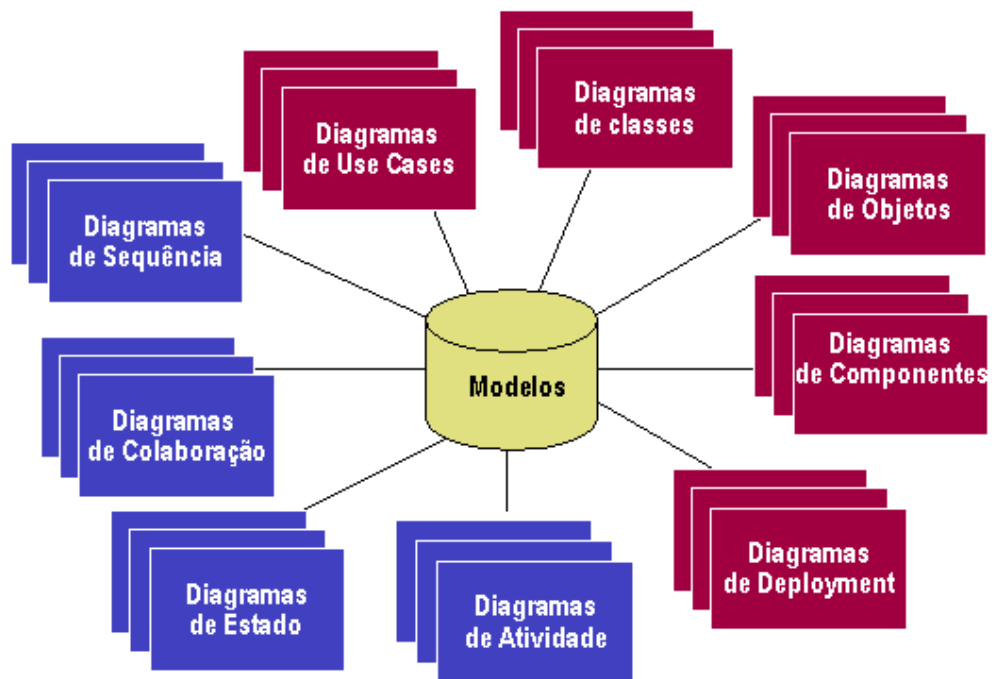 Diagramas
de classes
Diagramas
de Use Cases
Diagramas
de Objetos
Diagramas
de Sequência
Diagramas
de Componentes
Modelos
Diagramas
de Colaboração
Diagramas
de Deployment
Diagramas
de Estado
Diagramas
de Atividade